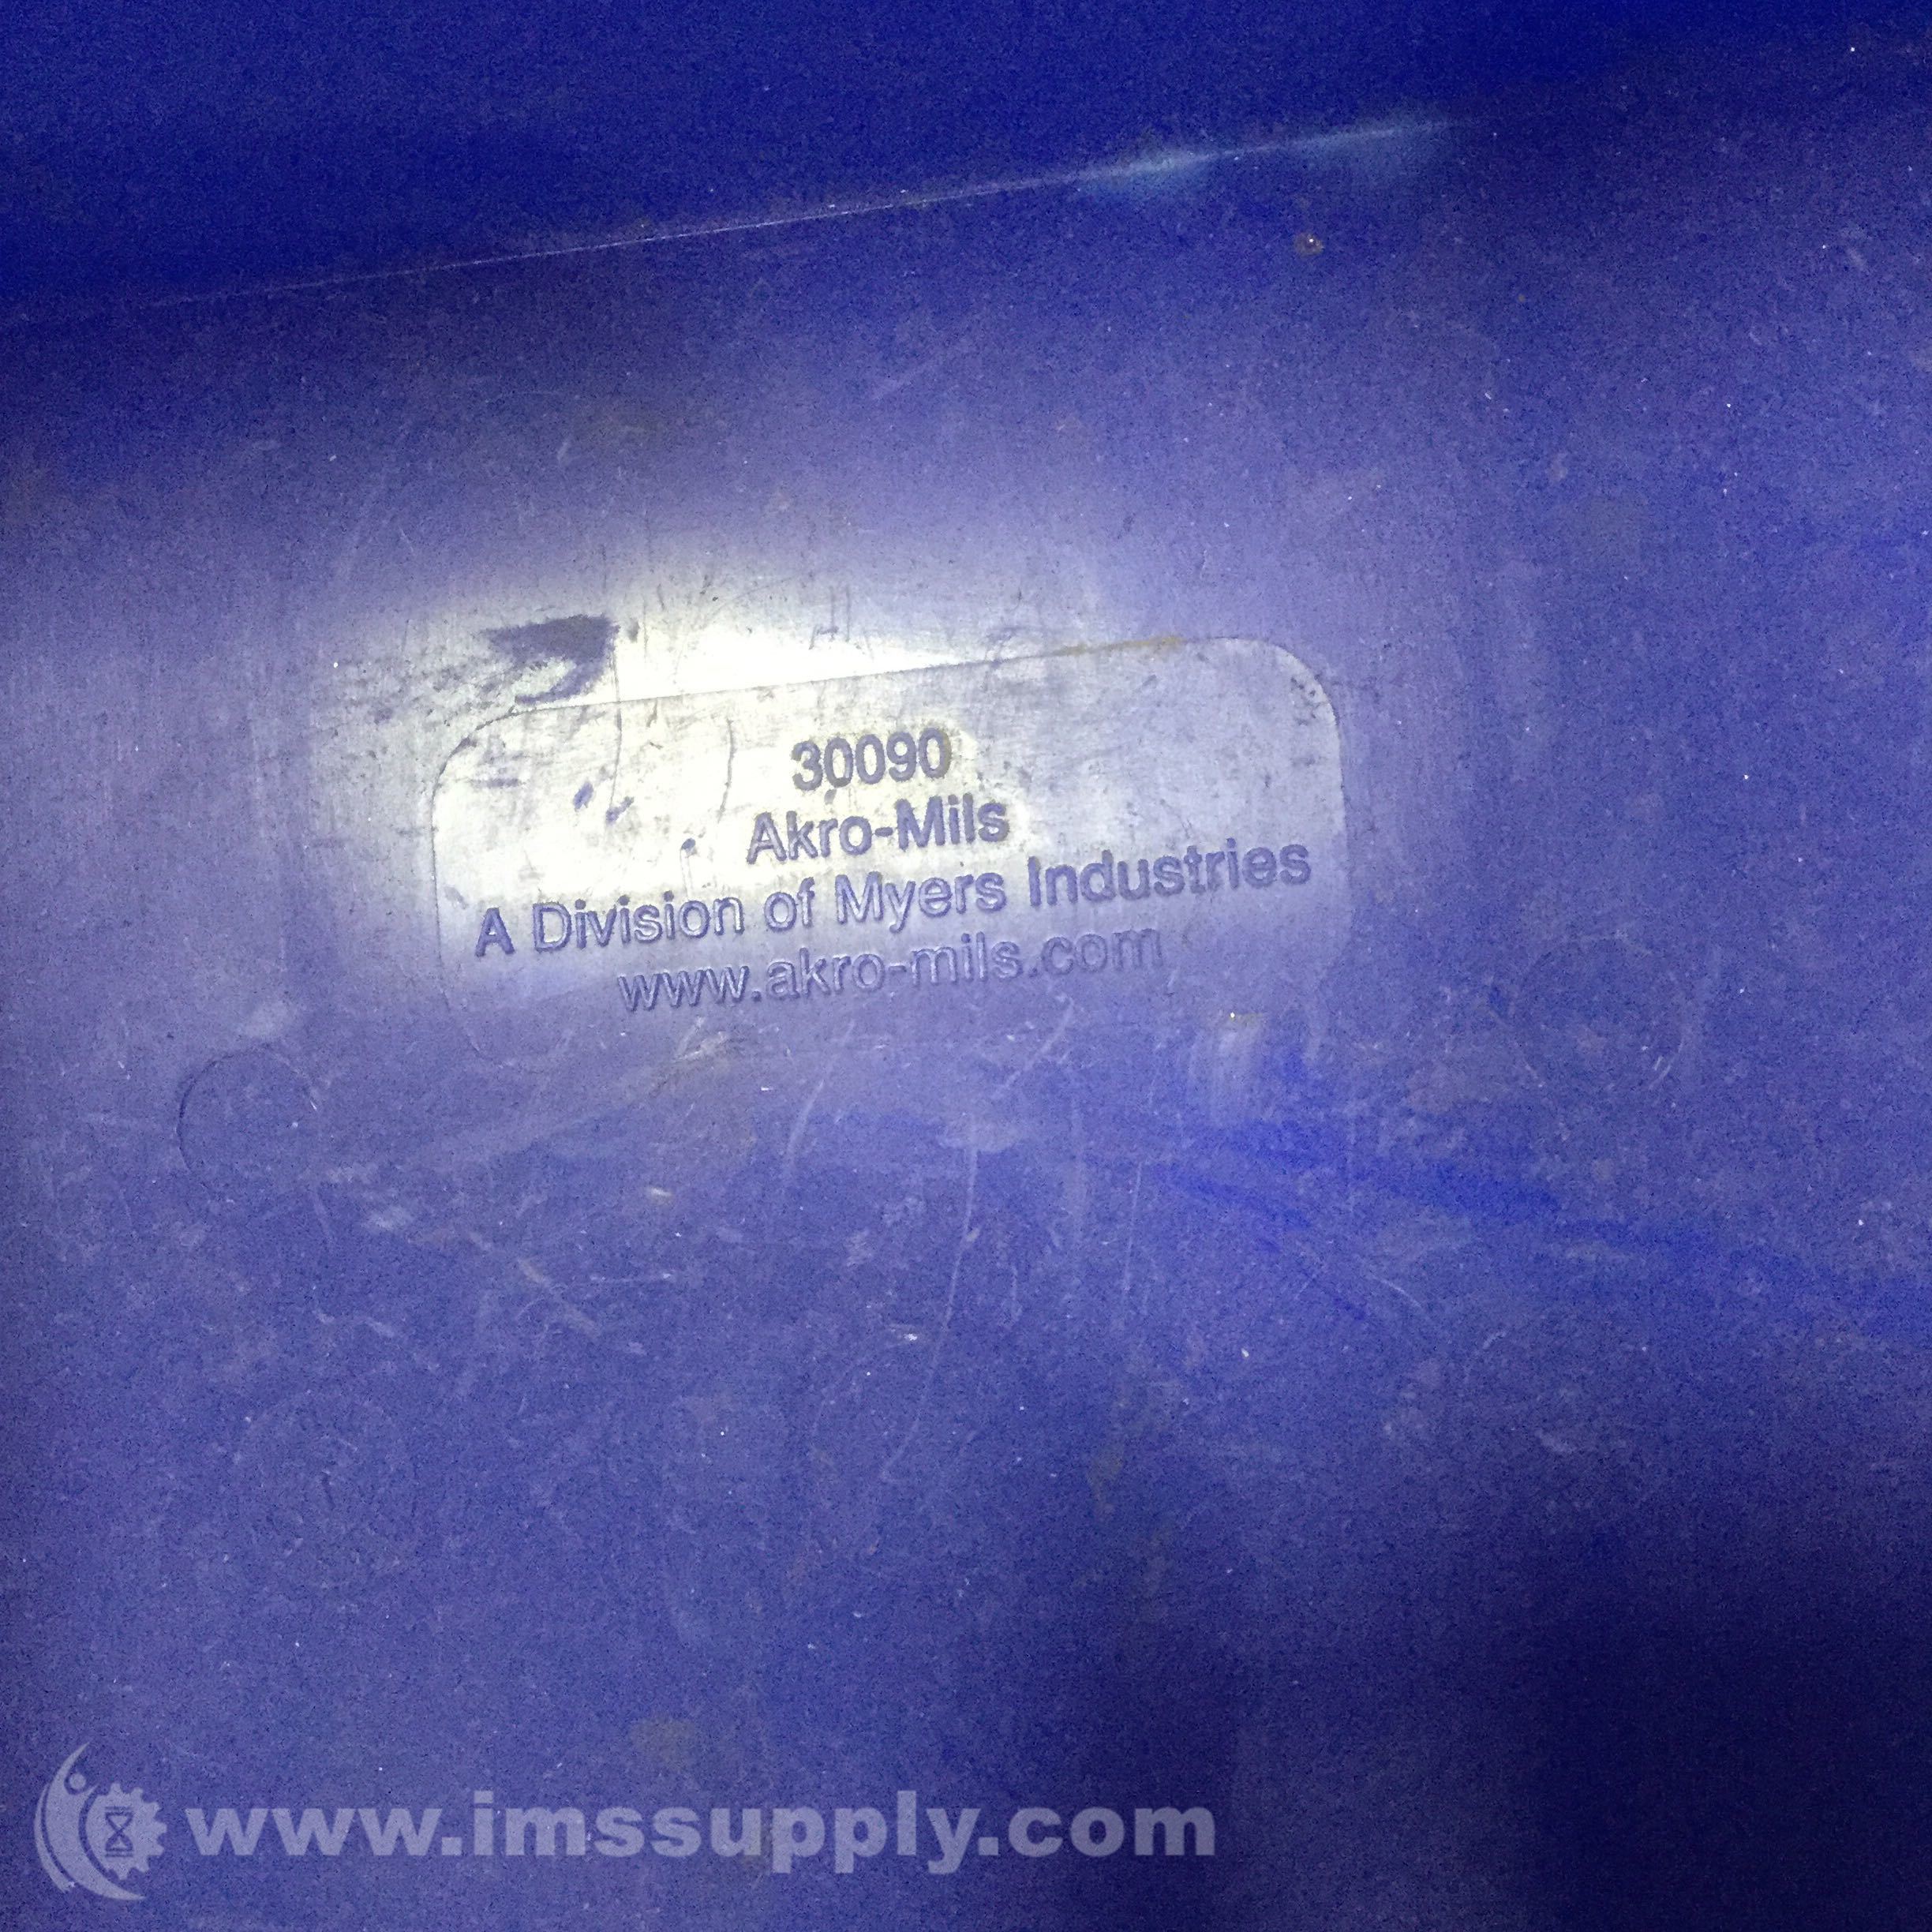 30090
Akro-Mils
A Division of Myers Industries
www.akro-mils.com
www.imssupply.com